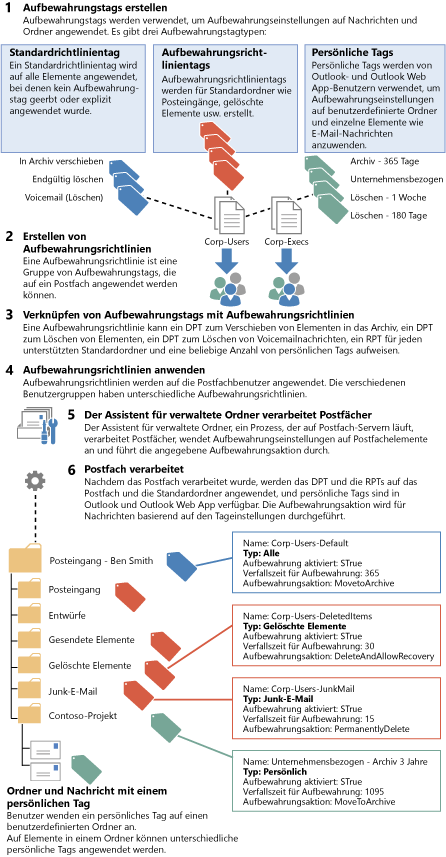 1 Aufbewahrungstags erstellen
Aufbewahrungstags werden verwendet, um Aufbewahrungseinstellungen auf Nachrichten und
Ordner angewendet. Es gibt drei Aufbewahrungstagtypen:
Standardrichtlinientag
Ein Standardrichtlinientag wird
auf alle Elemente angewendet,
bei denen kein Aufbewahrung-
stag geerbt oder explizit
angewendet wurde.
Aufbewahrungsricht-
linientags
Aufbewahrungsrichtlinientags
werden für Standardordner wie
Posteingänge, gelöschte
Elemente usw. erstellt.
Persönliche Tags
Persönliche Tags werden von
Outlook- und Outlook Web
App-Benutzern verwendet, um
Aufbewahrungseinstellungen
auf benutzerdefinierte Ordner
und einzelne Elemente wie
E-Mail-Nachrichten
anzuwenden.
In Archiv verschieben
Endgültig löschen
Voicemail (Löschen)
Archiv - 365 Tage
Unternehmensbezogen
Löschen - 1 Woche
Löschen - 180 Tage
Corp-Users
Corp-Execs
2 Erstellen von
Aufbewahrungsrichtlinien
Eine Aufbewahrungsrichtlinie ist eine
Gruppe von Aufbewahrungstags, die
auf ein Postfach angewendet werden
können.
3 Verknüpfen von Aufbewahrungstags mit Aufbewahrungsrichtlinien
Eine Aufbewahrungsrichtlinie kann ein DPT zum Verschieben von Elementen in das Archiv, ein DPT
zum Löschen von Elementen, ein DPT zum Löschen von Voicemailnachrichten, ein RPT für jeden
unterstützten Standardordner und eine beliebige Anzahl von persönlichen Tags aufweisen.
4 Aufbewahrungsrichtlinien anwenden
Aufbewahrungsrichtlinien werden auf die Postfachbenutzer angewendet. Die verschiedenen
Benutzergruppen haben unterschiedliche Aufbewahrungsrichtlinien.
5 Der Assistent für verwaltete Ordner verarbeitet Postfächer
Der Assistent für verwaltete Ordner, ein Prozess, der auf Postfach-Servern läuft,
verarbeitet Postfächer, wendet Aufbewahrungseinstellungen auf Postfachelemente
an und führt die angegebene Aufbewahrungsaktion durch.
6 Postfach verarbeitet
Nachdem das Postfach verarbeitet wurde, werden das DPT und die RPTs auf das
Postfach und die Standardordner angewendet, und persönliche Tags sind in
Outlook und Outlook Web App verfügbar. Die Aufbewahrungsaktion wird für
Nachrichten basierend auf den Tageinstellungen durchgeführt.
Posteingang - Ben Smith
Posteingang
Entwürfe
Gesendete Elemente
Gelöschte Elemente
Junk-E-Mail
Contoso-Projekt
Name: Corp-Users-Default
Typ: Alle
Aufbewahrung aktiviert: STrue
Verfallszeit für Aufbewahrung: 365
Aufbewahrungsaktion: MovetoArchive
Name: Corp-Users-DeletedItems
Typ: Gelöschte Elemente
Aufbewahrung aktiviert: STrue
Verfallszeit für Aufbewahrung: 30
Aufbewahrungsaktion: DeleteAndAllowRecovery
Name: Corp-Users-JunkMail
Typ: Junk-E-Mail
Aufbewahrung aktiviert: STrue
Verfallszeit für Aufbewahrung: 15
Aufbewahrungsaktion: PermanentlyDelete
Name: Unternehmensbezogen - Archiv 3 Jahre
Typ: Persönlich
Aufbewahrung aktiviert: STrue
Verfallszeit für Aufbewahrung: 1095
Aufbewahrungsaktion: MoveToArchive
Ordner und Nachricht mit einem
persönlichen Tag
Benutzer wenden ein persönliches Tag auf einen
benutzerdefinierten Ordner an.
Auf Elemente in einem Ordner können unterschiedliche
persönliche Tags angewendet werden.